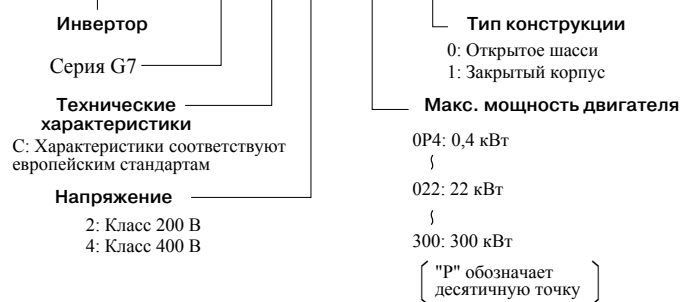 Инвертор
Серия G7
Технические
характеристики
C: Характеристики соответствуют
европейским стандартам
Напряжение
2: Класс 200 В
4: Класс 400 В
Тип конструкции
0: Открытое шасси
1: Закрытый корпус
Макс. мощность двигателя
0P4: 0,4 кВт
022: 22 кВт
300: 300 кВт
"P" обозначает
десятичную точку